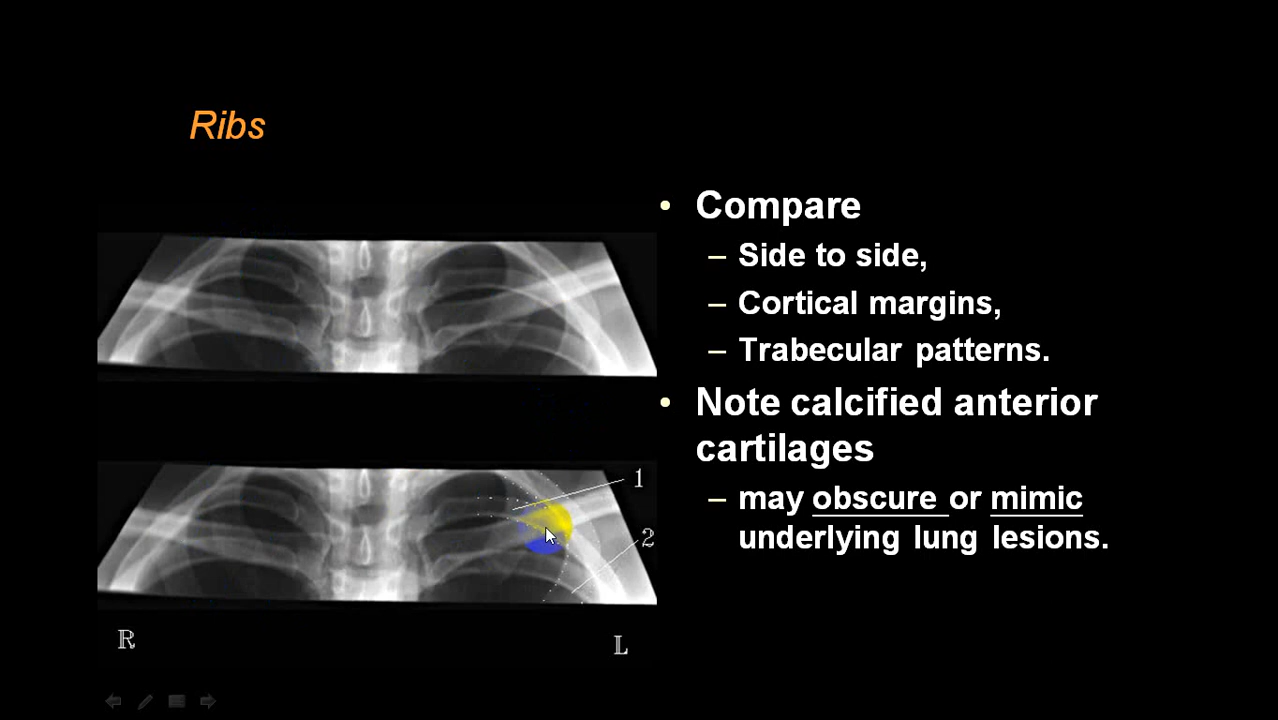 Ribs
• Compare
– Side to side,
– Cortical margins,
– Trabecular patterns.
• Note calcified anterior
cartilages
– may obscure or mimic
underlying lung lesions.
1
2
R
L